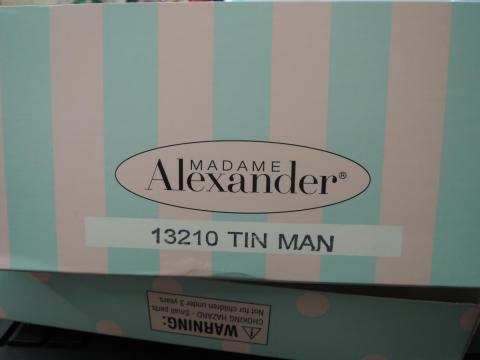 MADAME
Alexander®
13210 TIN MAN
⚠WARNING:
CHOKING HAZARD - Small parts
Not for children under 3 years.